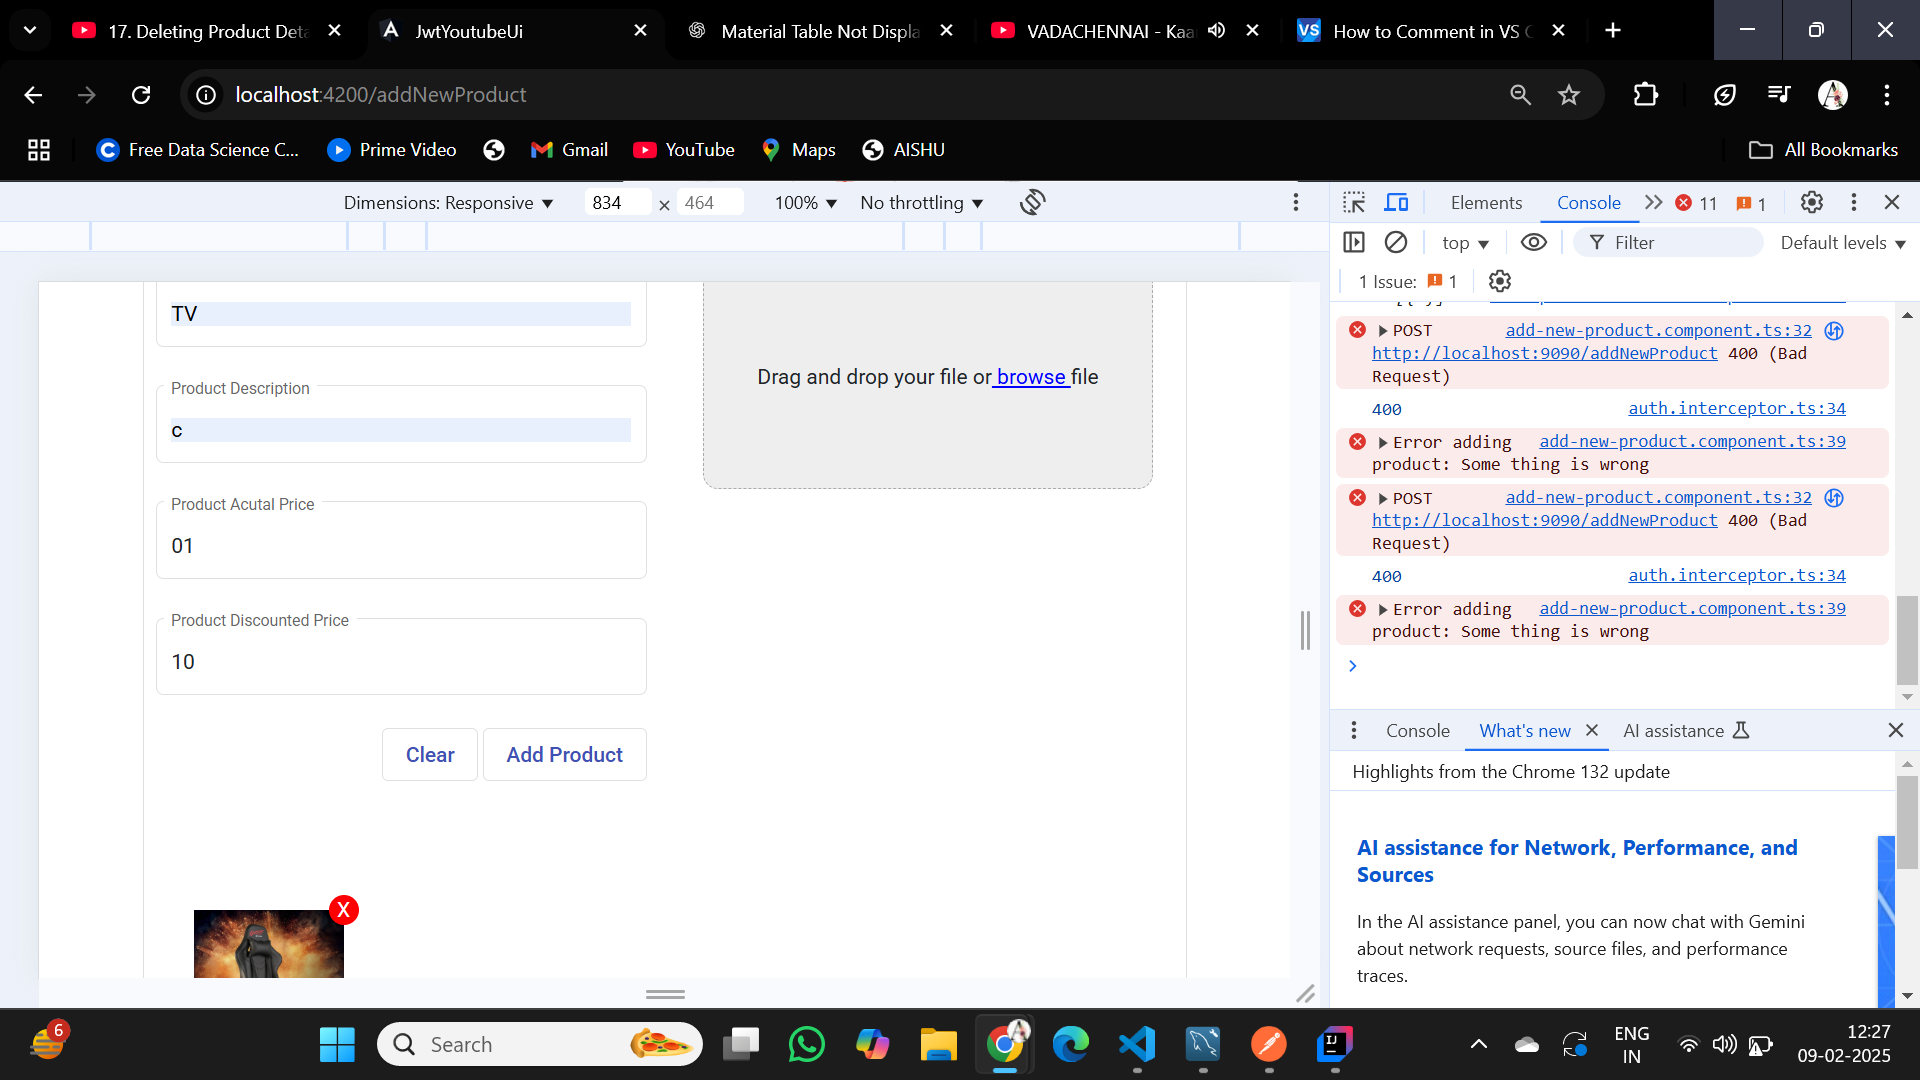 17. Deleting Product Deta
JwtYoutubeUi
Material Table Not Displa
VADACHENNAI - Kaa
VS
How to Comment in VS C
localhost:4200/addNewProduct
Free Data Science C...
Prime Video
Gmail
YouTube
Maps
AISHU
All Bookmarks
Dimensions: Responsive
834
×
464
100%
No throttling
Elements
Console
11
1
top
Filter
Default levels
1 Issue:
1
POST
add-new-product.component.ts:32
http://localhost:9090/addNewProduct 400 (Bad
Request)
400
auth.interceptor.ts:34
Error adding
add-new-product.component.ts:39
product: Some thing is wrong
POST
add-new-product.component.ts:32
http://localhost:9090/addNewProduct 400 (Bad
Request)
400
auth.interceptor.ts:34
Error adding
add-new-product.component.ts:39
product: Some thing is wrong
Console
What's new
AI assistance
Highlights from the Chrome 132 update
AI assistance for Network, Performance, and
Sources
In the AI assistance panel, you can now chat with Gemini
about network requests, source files, and performance
traces.
TV
Product Description
c
Product Acutal Price
01
Product Discounted Price
10
Clear
Add Product
Drag and drop your file or browse file
X
6
Search
ENG
IN
12:27
09-02-2025